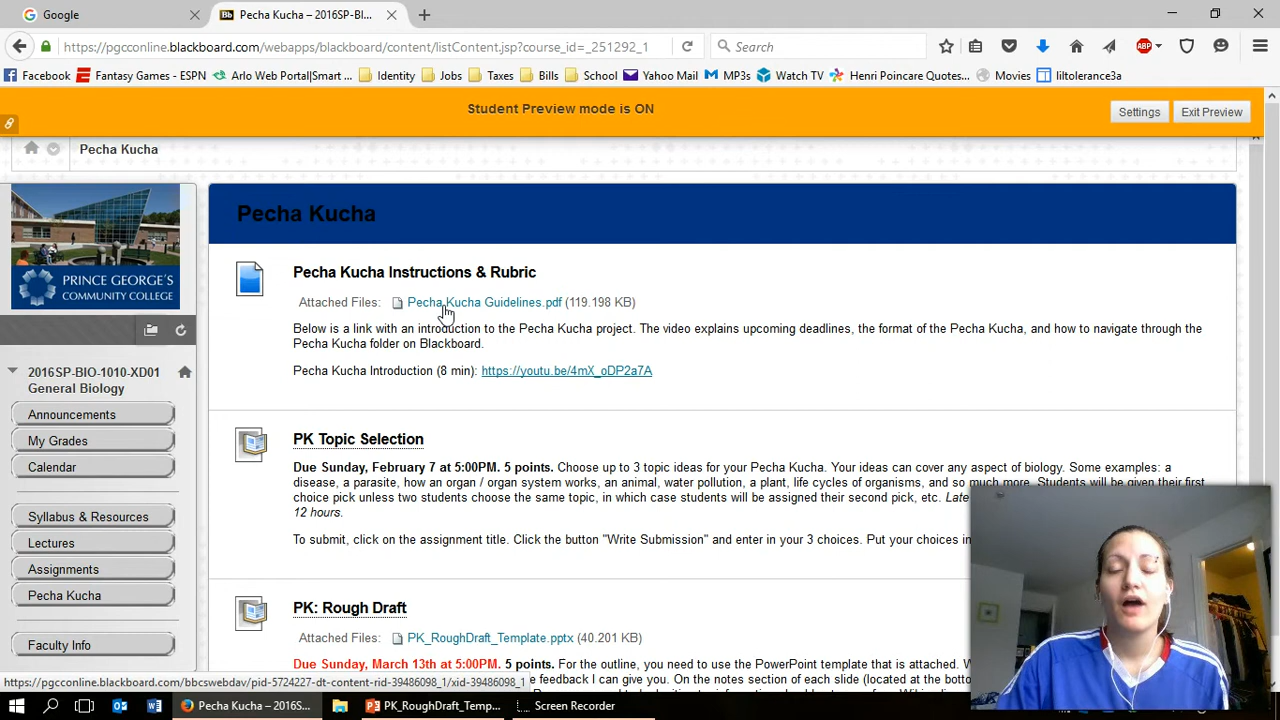 Google
Bb Pecha Kucha – 2016SP-BIO-1...
https://pgcconline.blackboard.com/webapps/blackboard/content/listContent.jsp?course_id=_251292_1
Search
ABP
Facebook Fantasy Games - ESPN Arlo Web Portal|Smart ... Identity Jobs Taxes Bills School Yahoo Mail MP3s Watch TV Henri Poincare Quotes... Movies liltolerance3a
Student Preview mode is ON
Settings Exit Preview
Pecha Kucha
PRINCE GEORGE'S
COMMUNITY COLLEGE
2016SP-BIO-1010-XD01
General Biology
Announcements
My Grades
Calendar
Syllabus & Resources
Lectures
Assignments
Pecha Kucha
Faculty Info
Pecha Kucha
Pecha Kucha Instructions & Rubric
Attached Files: Pecha Kucha Guidelines.pdf (119.198 KB)
Below is a link with an introduction to the Pecha Kucha project. The video explains upcoming deadlines, the format of the Pecha Kucha, and how to navigate through the
Pecha Kucha folder on Blackboard.
Pecha Kucha Introduction (8 min): https://youtu.be/4mX_oDP2a7A
PK Topic Selection
Due Sunday, February 7 at 5:00PM. 5 points. Choose up to 3 topic ideas for your Pecha Kucha. Your ideas can cover any aspect of biology. Some examples: a
disease, a parasite, how an organ / organ system works, an animal, water pollution, a plant, life cycles of organisms, and so much more. Students will be given their first
choice pick unless two students choose the same topic, in which case students will be assigned their second pick, etc. Late
12 hours.
To submit, click on the assignment title. Click the button "Write Submission" and enter in your 3 choices. Put your choices in
PK: Rough Draft
Attached Files: PK_RoughDraft_Template.pptx (40.201 KB)
Due Sunday, March 13th at 5:00PM. 5 points. For the outline, you need to use the PowerPoint template that is attached.
feedback I can give you. On the notes section of each slide (located at the bottom
https://pgcconline.blackboard.com/bbcswebdav/pid-5724227-dt-content-rid-39486098_1/xid-39486098_1
Pecha Kucha – 2016S... PK_RoughDraft_Temp... Screen Recorder